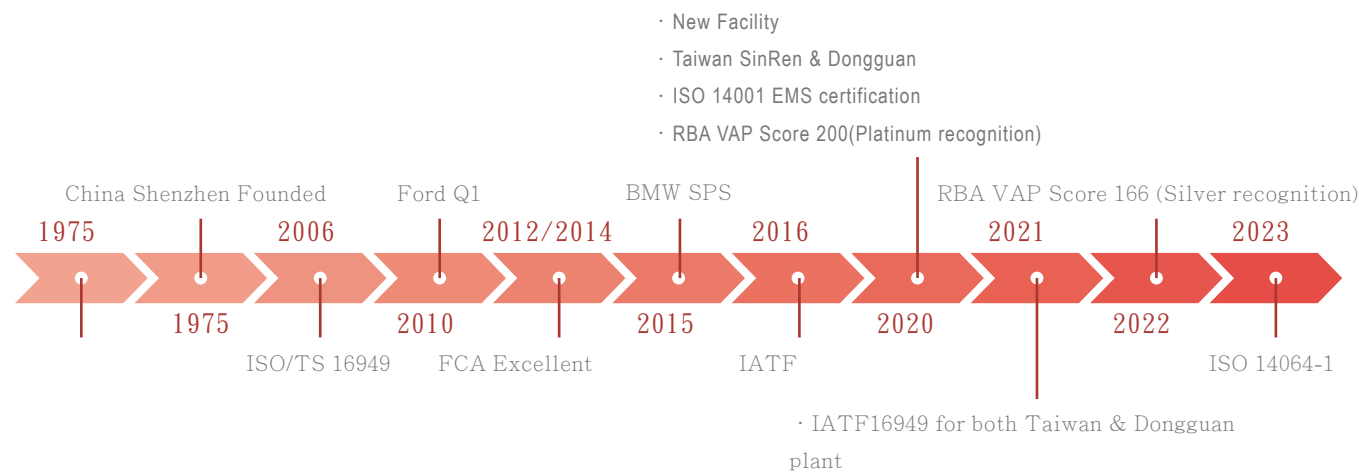 · New Facility
· Taiwan SinRen & Dongguan
· ISO 14001 EMS certification
· RBA VAP Score 200(Platinum recognition)
China Shenzhen Founded
Ford Q1
BMW SPS
RBA VAP Score 166 (Silver recognition)
1975
2006
2012/2014
2016
2021
2023
1975
2010
2015
2020
2022
ISO/TS 16949
FCA Excellent
IATF
ISO 14064-1
· IATF16949 for both Taiwan & Dongguan
plant